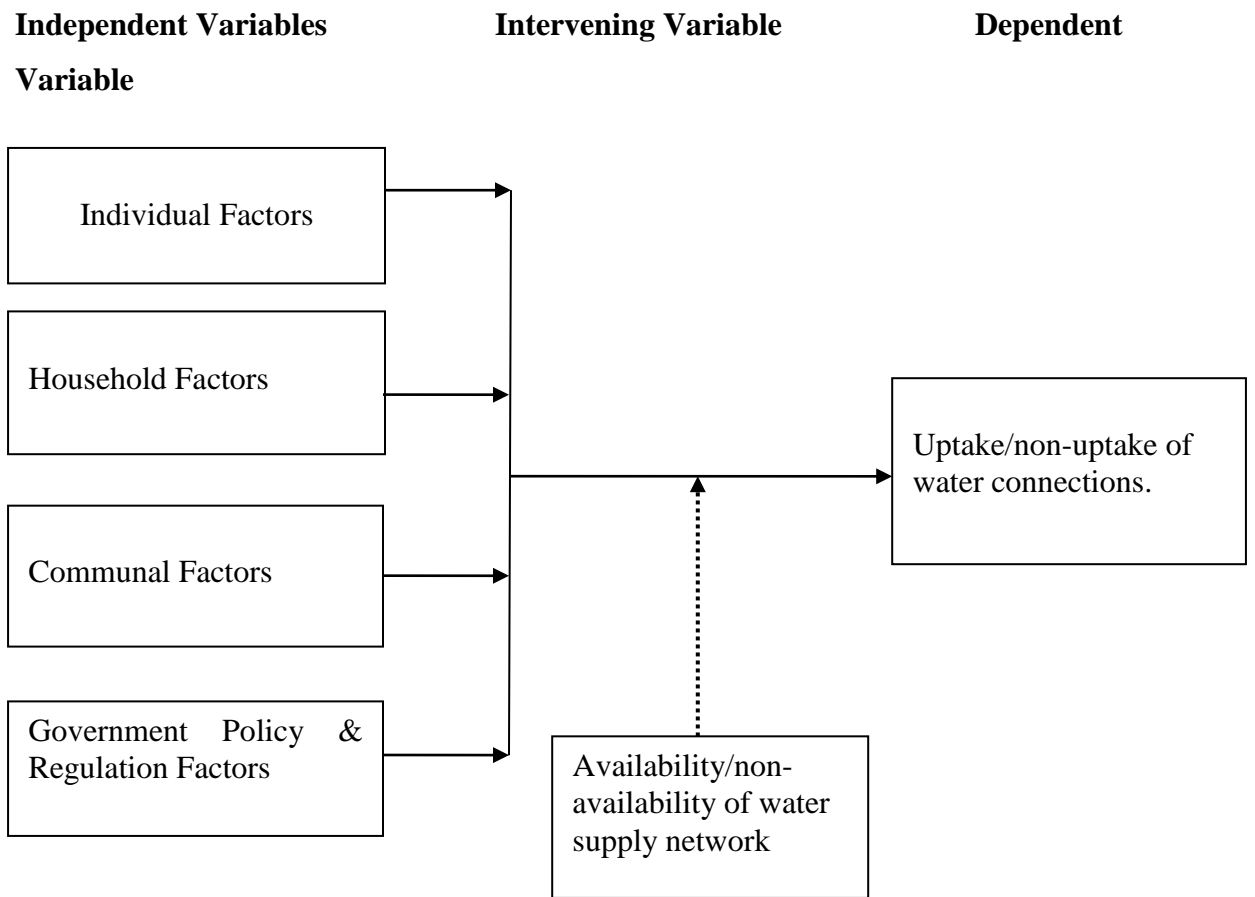 Independent Variables Intervening Variable Dependent
Variable
Individual Factors
Household Factors
Communal Factors
Government Policy &
Regulation Factors
Availability/non-
availability of water
supply network
Uptake/non-uptake of
water connections.